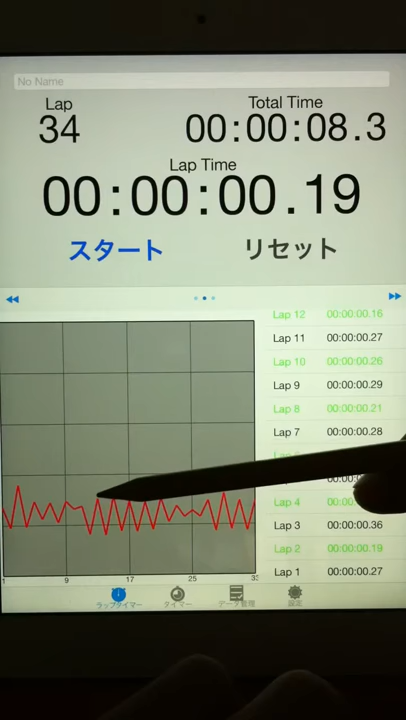 No Name
Lap
34
Total Time
00:00:08.3
Lap Time
00:00:00.19
スタート
リセット
Lap 12 00:00:00.16
Lap 11 00:00:00.27
Lap 10 00:00:00.26
Lap 9 00:00:00.29
Lap 8 00:00:00.21
Lap 7 00:00:00.28
Lap 4
Lap 3 00:00:00.36
Lap 2 00:00:00.19
Lap 1 00:00:00.27
9 17 25
ラップタイマー タイマー データ管理 設定